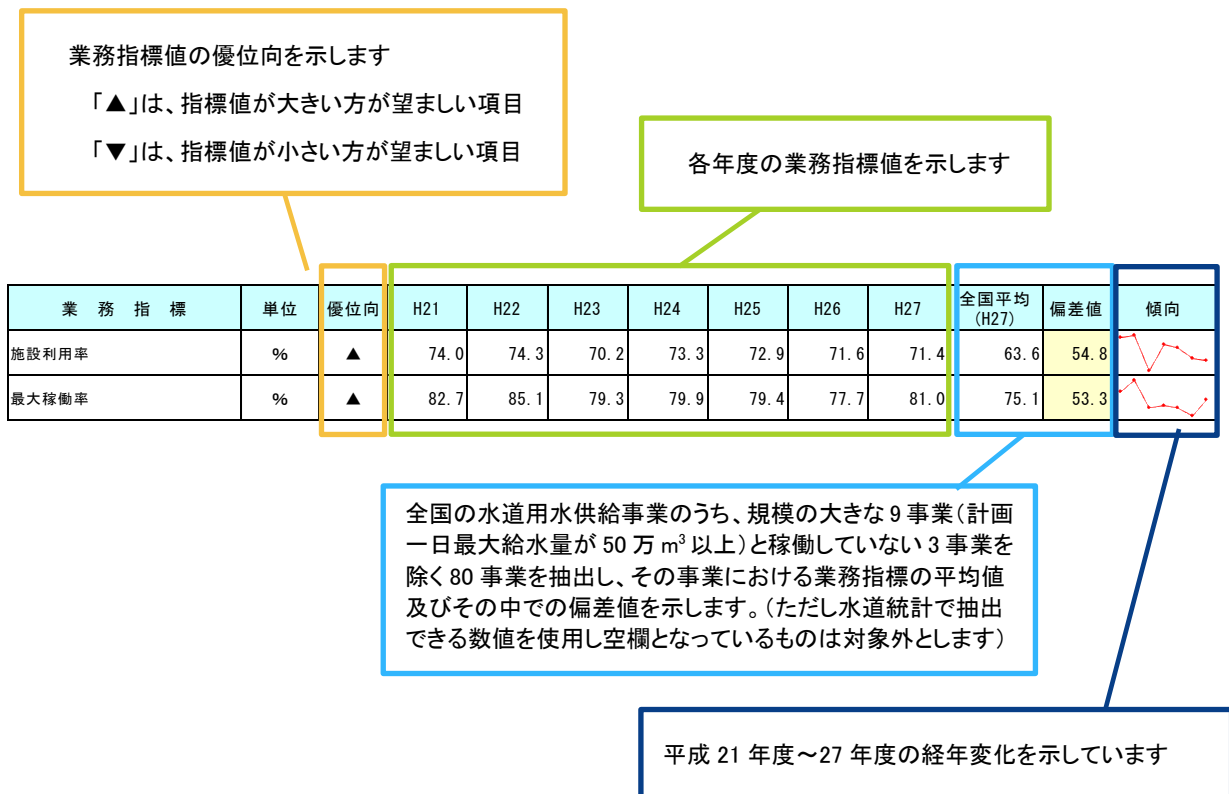 業務指標値の優位向を示します
「▲」は、指標値が大きい方が望ましい項目
「▼」は、指標値が小さい方が望ましい項目
各年度の業務指標値を示します
業務指標 単位 優位向 H21 H22 H23 H24 H25 H26 H27 全国平均(H27) 偏差値 傾向
施設利用率 % ▲ 74.0 74.3 70.2 73.3 72.9 71.6 71.4 63.6 54.8
最大稼働率 % ▲ 82.7 85.1 79.3 79.9 79.4 77.7 81.0 75.1 53.3
全国の水道用水供給事業のうち、規模の大きな9事業(計画
一日最大給水量が50万m³以上)と稼働していない3事業を
除く80事業を抽出し、その事業における業務指標の平均値
及びその中での偏差値を示します。(ただし水道統計で抽出
できる数値を使用し空欄となっているものは対象外とします)
平成21年度～27年度の経年変化を示しています